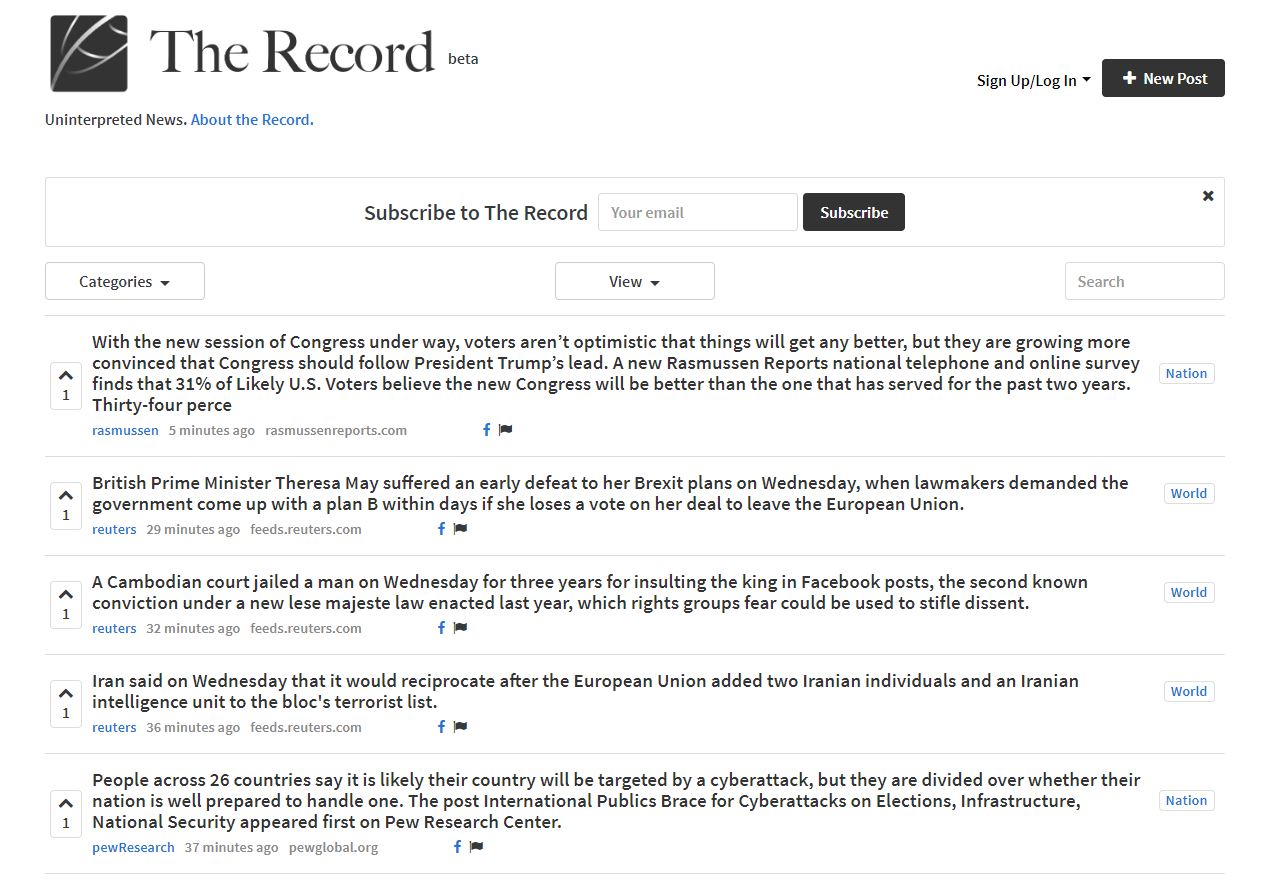 The Record beta
Sign Up/Log In
New Post
Uninterpreted News. About the Record.
Subscribe to The Record
Your email
Subscribe
Categories
View
Search
With the new session of Congress under way, voters aren’t optimistic that things will get any better, but they are growing more
convinced that Congress should follow President Trump’s lead. A new Rasmussen Reports national telephone and online survey
finds that 31% of Likely U.S. Voters believe the new Congress will be better than the one that has served for the past two years.
Thirty-four perce
Nation
1
rasmussen 5 minutes ago rasmussenreports.com
British Prime Minister Theresa May suffered an early defeat to her Brexit plans on Wednesday, when lawmakers demanded the
government come up with a plan B within days if she loses a vote on her deal to leave the European Union.
World
1
reuters 29 minutes ago feeds.reuters.com
A Cambodian court jailed a man on Wednesday for three years for insulting the king in Facebook posts, the second known
conviction under a new lese majeste law enacted last year, which rights groups fear could be used to stifle dissent.
World
1
reuters 32 minutes ago feeds.reuters.com
Iran said on Wednesday that it would reciprocate after the European Union added two Iranian individuals and an Iranian
intelligence unit to the bloc's terrorist list.
World
1
reuters 36 minutes ago feeds.reuters.com
People across 26 countries say it is likely their country will be targeted by a cyberattack, but they are divided over whether their
nation is well prepared to handle one. The post International Publics Brace for Cyberattacks on Elections, Infrastructure,
National Security appeared first on Pew Research Center.
Nation
1
pewResearch 37 minutes ago pewglobal.org